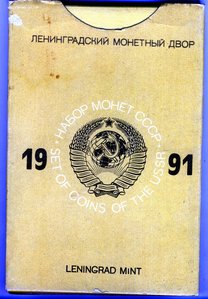 ЛЕНИНГРАДСКИЙ МОНЕТНЫЙ ДВОР
НАБОР МОНЕТ СССР
19 91
SET OF COINS OF THE USSR
LENINGRAD MINT